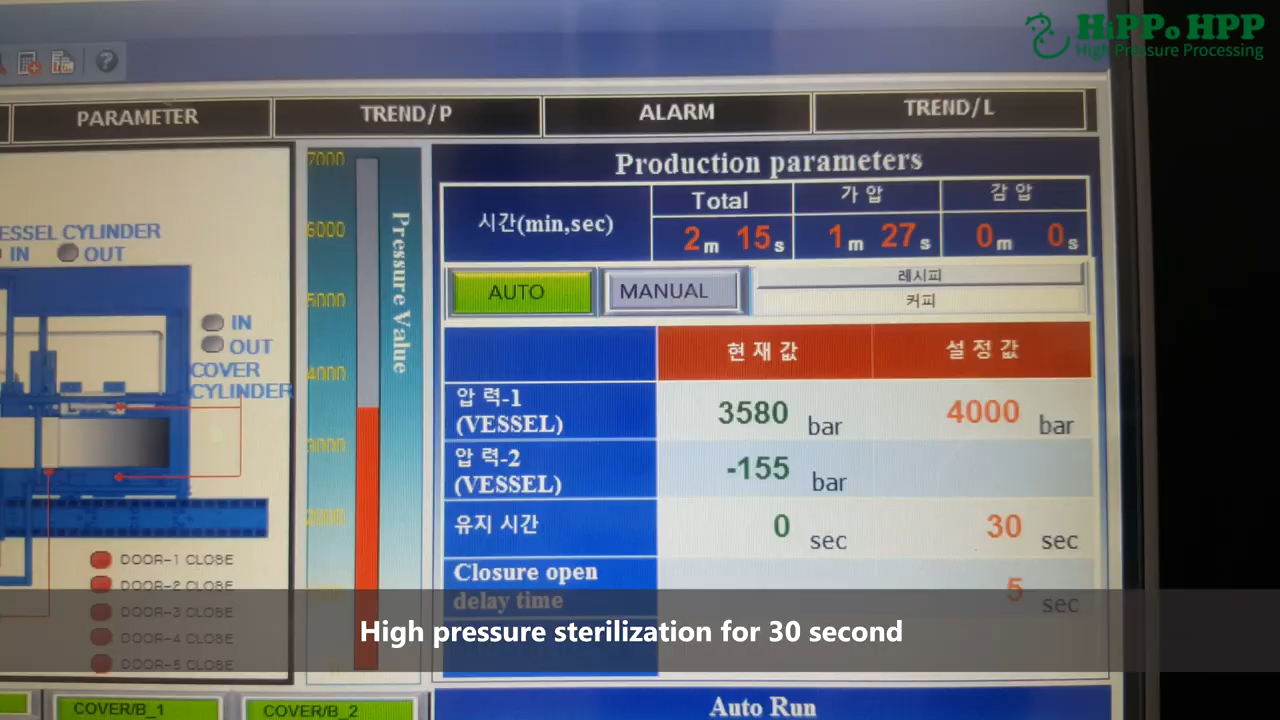 HiPPo HPP
High Pressure Processing
PARAMETER
TREND/P
ALARM
TREND/L
Production parameters
시간(min,sec)
Total
가 압
감 압
2m 15s
1m 27s
0m 0s
AUTO
MANUAL
레시피
커피
현 재 값
설 정 값
압 력-1
(VESSEL)
3580 bar
4000 bar
압 력-2
(VESSEL)
-155 bar
유지 시간
0 sec
30 sec
Closure open
delay time
5 sec
7000
6000
5000
4000
3000
2000
Pressure Value
ESSEL CYLINDER
IN
OUT
IN
OUT
COVER
CYLINDER
DOOR-1 CLOSE
DOOR-2 CLOSE
DOOR-3 CLOSE
DOOR-4 CLOSE
DOOR-5 CLOSE
High pressure sterilization for 30 second
COVER/B_1
COVER/B_2
Auto Run